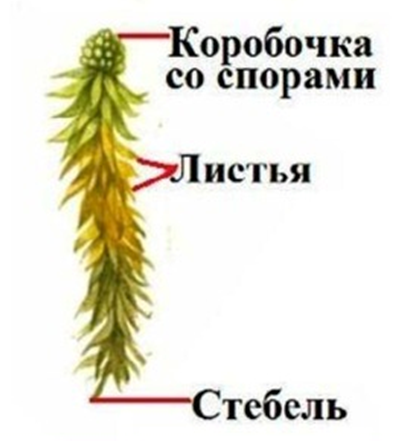 Коробочка
со спорами
Листья
Стебель